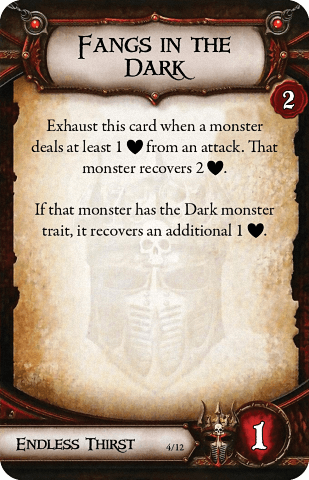 FANGS IN THE
DARK
2
Exhaust this card when a monster
deals at least 1 ♥ from an attack. That
monster recovers 2 ♥.
If that monster has the Dark monster
trait, it recovers an additional 1 ♥.
ENDLESS THIRST 4/12 1